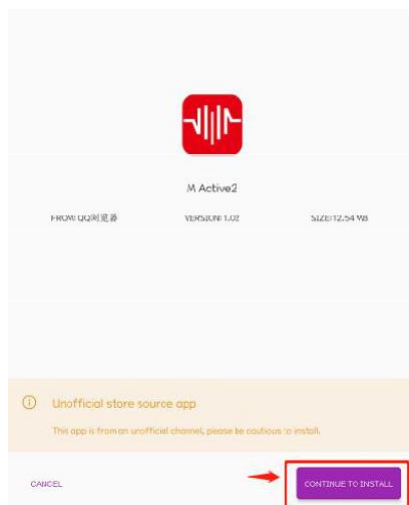 M Active2
FROM: QQ浏览器 VERSION: 1.02 SIZE:12.54 MB
Unofficial store source app
This app is from an unofficial channel, please be cautious to install.
CANCEL CONTINUE TO INSTALL